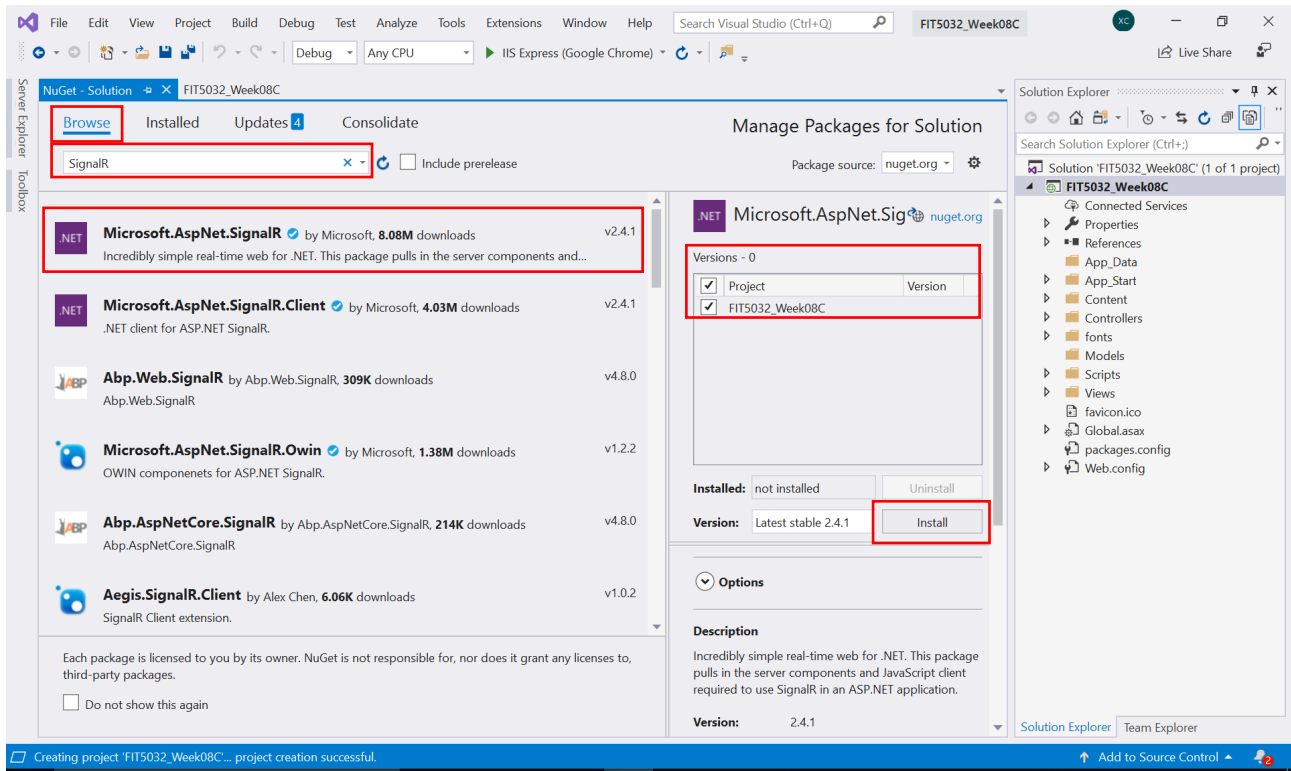 File Edit View Project Build Debug Test Analyze Tools Extensions Window Help Search Visual Studio (Ctrl+Q) FIT5032_Week08C XC
Debug Any CPU IIS Express (Google Chrome) Live Share
Server Explorer
Toolbox
NuGet - Solution FIT5032_Week08C
Browse Installed Updates 4 Consolidate
Manage Packages for Solution
SignalR Include prerelease
Package source: nuget.org
.NET Microsoft.AspNet.SignalR by Microsoft, 8.08M downloads v2.4.1
Incredibly simple real-time web for .NET. This package pulls in the server components and...
.NET Microsoft.AspNet.SignalR.Client by Microsoft, 4.03M downloads v2.4.1
.NET client for ASP.NET SignalR.
ABP Abp.Web.SignalR by Abp.Web.SignalR, 309K downloads v4.8.0
Abp.Web.SignalR
Microsoft.AspNet.SignalR.Owin by Microsoft, 1.38M downloads v1.2.2
OWIN componenets for ASP.NET SignalR.
ABP Abp.AspNetCore.SignalR by Abp.AspNetCore.SignalR, 214K downloads v4.8.0
Abp.AspNetCore.SignalR
Aegis.SignalR.Client by Alex Chen, 6.06K downloads v1.0.2
SignalR Client extension.
Each package is licensed to you by its owner. NuGet is not responsible for, nor does it grant any licenses to,
third-party packages.
Do not show this again
.NET Microsoft.AspNet.Sig nuget.org
Versions - 0
Project Version
FIT5032_Week08C
Installed: not installed Uninstall
Version: Latest stable 2.4.1 Install
Options
Description
Incredibly simple real-time web for .NET. This package
pulls in the server components and JavaScript client
required to use SignalR in an ASP.NET application.
Version: 2.4.1
Solution Explorer
Search Solution Explorer (Ctrl+;)
Solution 'FIT5032_Week08C' (1 of 1 project)
FIT5032_Week08C
Connected Services
Properties
References
App_Data
App_Start
Content
Controllers
fonts
Models
Scripts
Views
favicon.ico
Global.asax
packages.config
Web.config
Solution Explorer Team Explorer
Creating project 'FIT5032_Week08C'... project creation successful. Add to Source Control 2